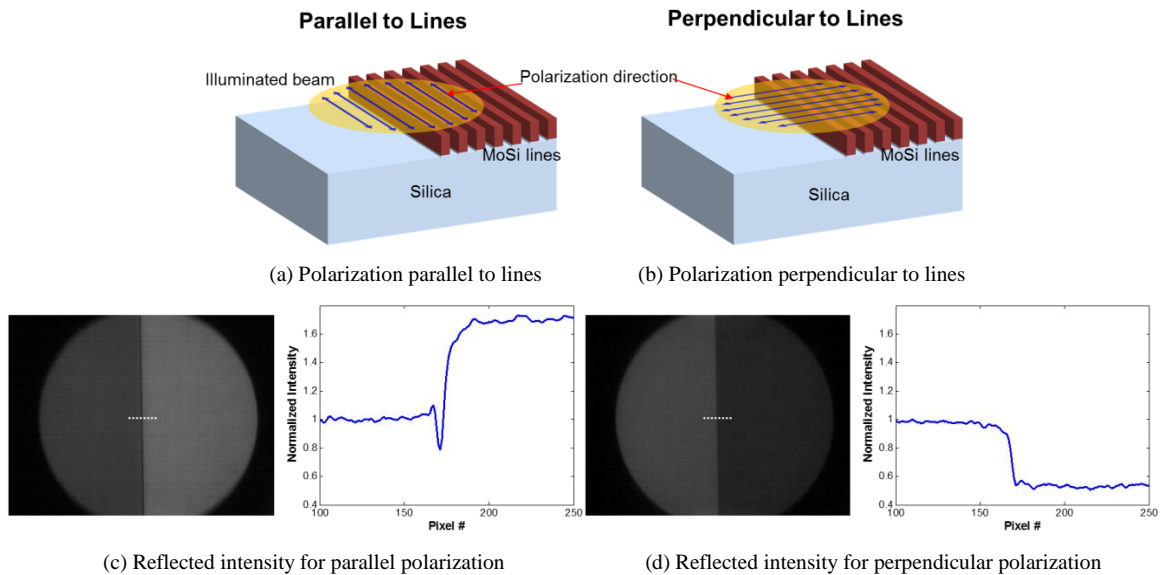 Parallel to Lines
Perpendicular to Lines
Illuminated beam
Polarization direction
MoSi lines
Silica
MoSi lines
Silica
(a) Polarization parallel to lines
(b) Polarization perpendicular to lines
Normalized Intensity
1.6
1.4
1.2
1
0.8
0.6
0.4
100
150
200
250
Pixel #
Normalized Intensity
1.6
1.4
1.2
1
0.8
0.6
0.4
100
150
200
250
Pixel #
(c) Reflected intensity for parallel polarization
(d) Reflected intensity for perpendicular polarization